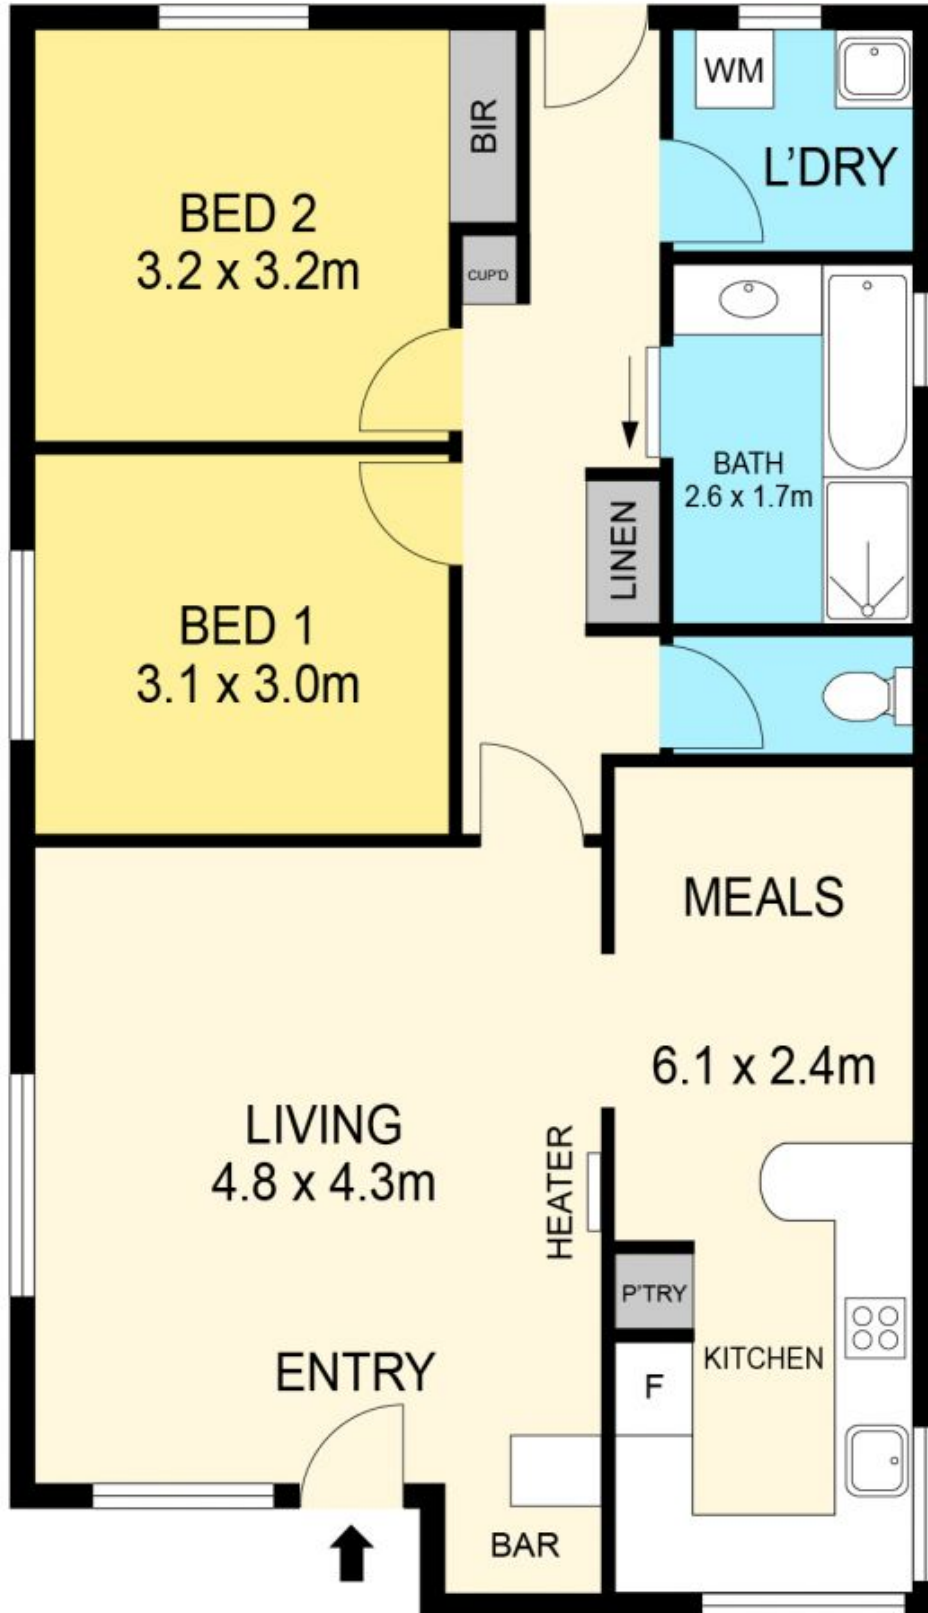 WM
BIR
L'DRY
BED 2
3.2 x 3.2m
CUP'D
BATH
2.6 x 1.7m
LINEN
BED 1
3.1 x 3.0m
MEALS
6.1 x 2.4m
LIVING
4.8 x 4.3m
HEATER
P'TRY
KITCHEN
ENTRY
F
BAR